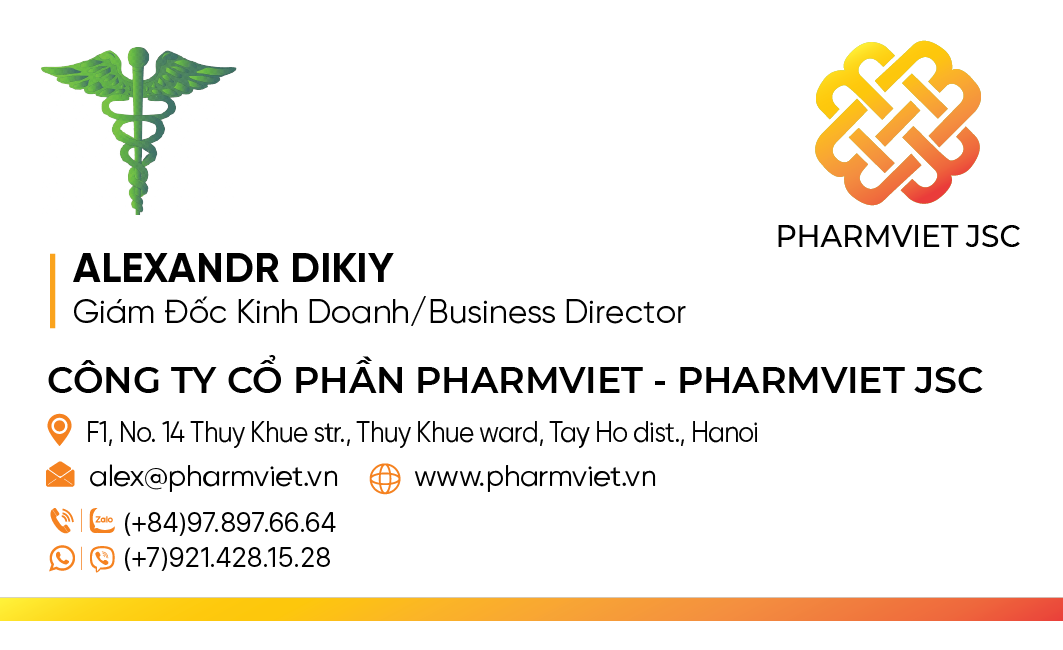 PHARMVIET JSC
ALEXANDR DIKIY
Giám Đốc Kinh Doanh/Business Director
CÔNG TY CỔ PHẦN PHARMVIET - PHARMVIET JSC
F1, No. 14 Thuy Khue str., Thuy Khue ward, Tay Ho dist., Hanoi
alex@pharmviet.vn www.pharmviet.vn
Zalo (+84)97.897.66.64
(+7)921.428.15.28